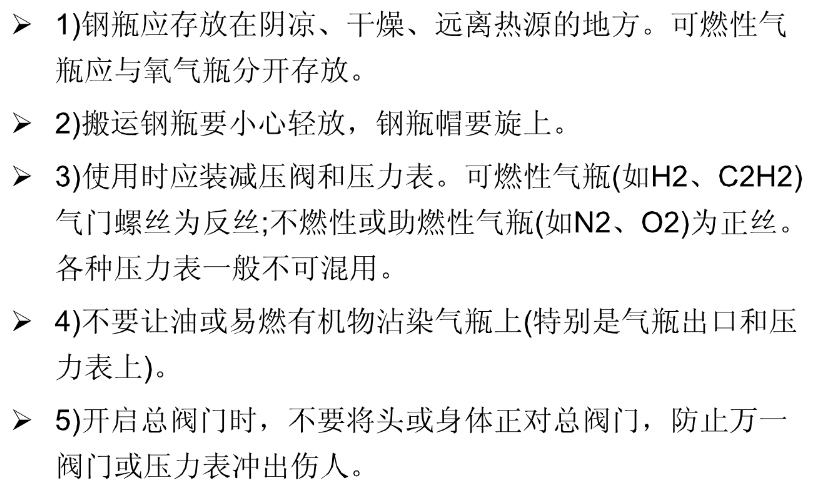 ➢ 1)钢瓶应存放在阴凉、干燥、远离热源的地方。可燃性气
瓶应与氧气瓶分开存放。
➢ 2)搬运钢瓶要小心轻放，钢瓶帽要旋上。
➢ 3)使用时应装减压阀和压力表。可燃性气瓶(如H2、C2H2)
气门螺丝为反丝;不燃性或助燃性气瓶(如N2、O2)为正丝。
各种压力表一般不可混用。
➢ 4)不要让油或易燃有机物沾染气瓶上(特别是气瓶出口和压
力表上)。
➢ 5)开启总阀门时，不要将头或身体正对总阀门，防止万一
阀门或压力表冲出伤人。